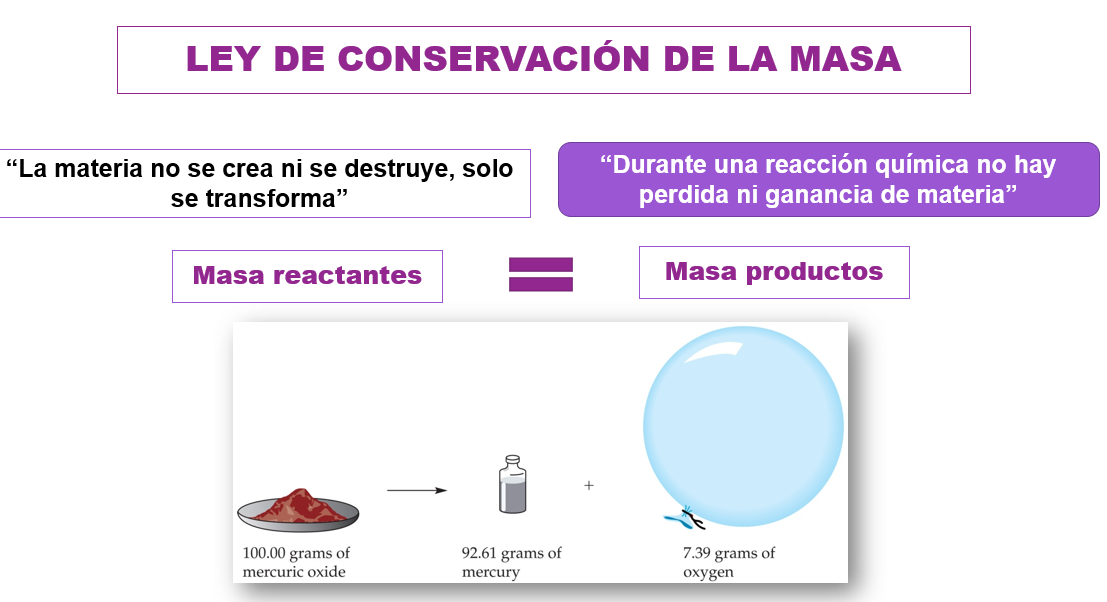 LEY DE CONSERVACIÓN DE LA MASA
“La materia no se crea ni se destruye, solo
se transforma”
“Durante una reacción química no hay
perdida ni ganancia de materia”
Masa reactantes
Masa productos
+
100.00 grams of
mercuric oxide
92.61 grams of
mercury
7.39 grams of
oxygen